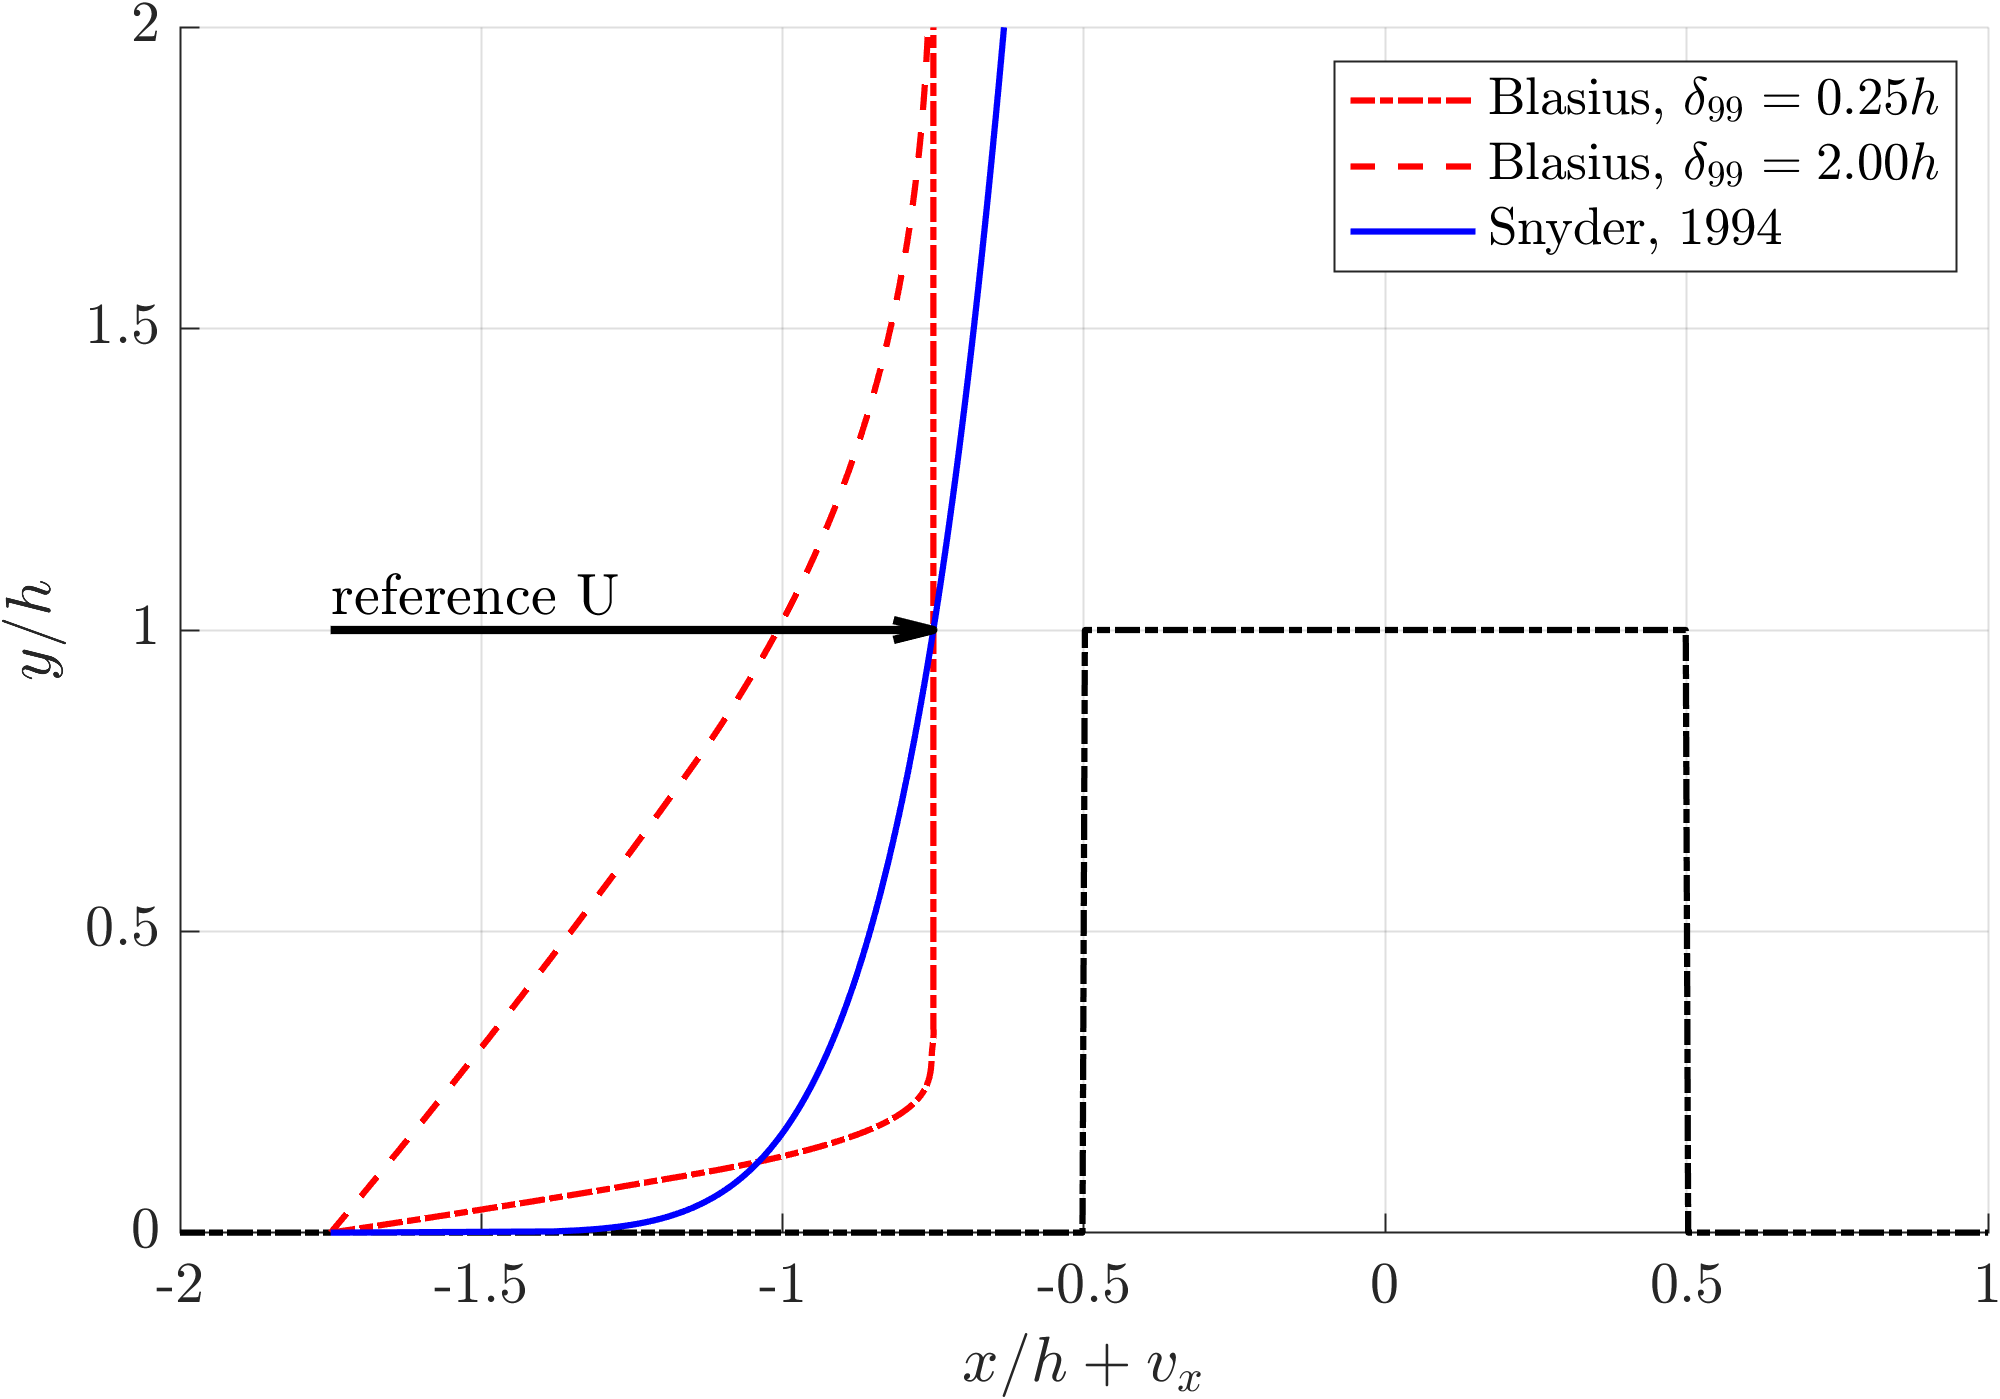 2
1.5
1
0.5
0
y/h
-2
-1.5
-1
-0.5
0
0.5
1
x/h + vₓ
reference U
Blasius, δ₉₉ = 0.25h
Blasius, δ₉₉ = 2.00h
Snyder, 1994